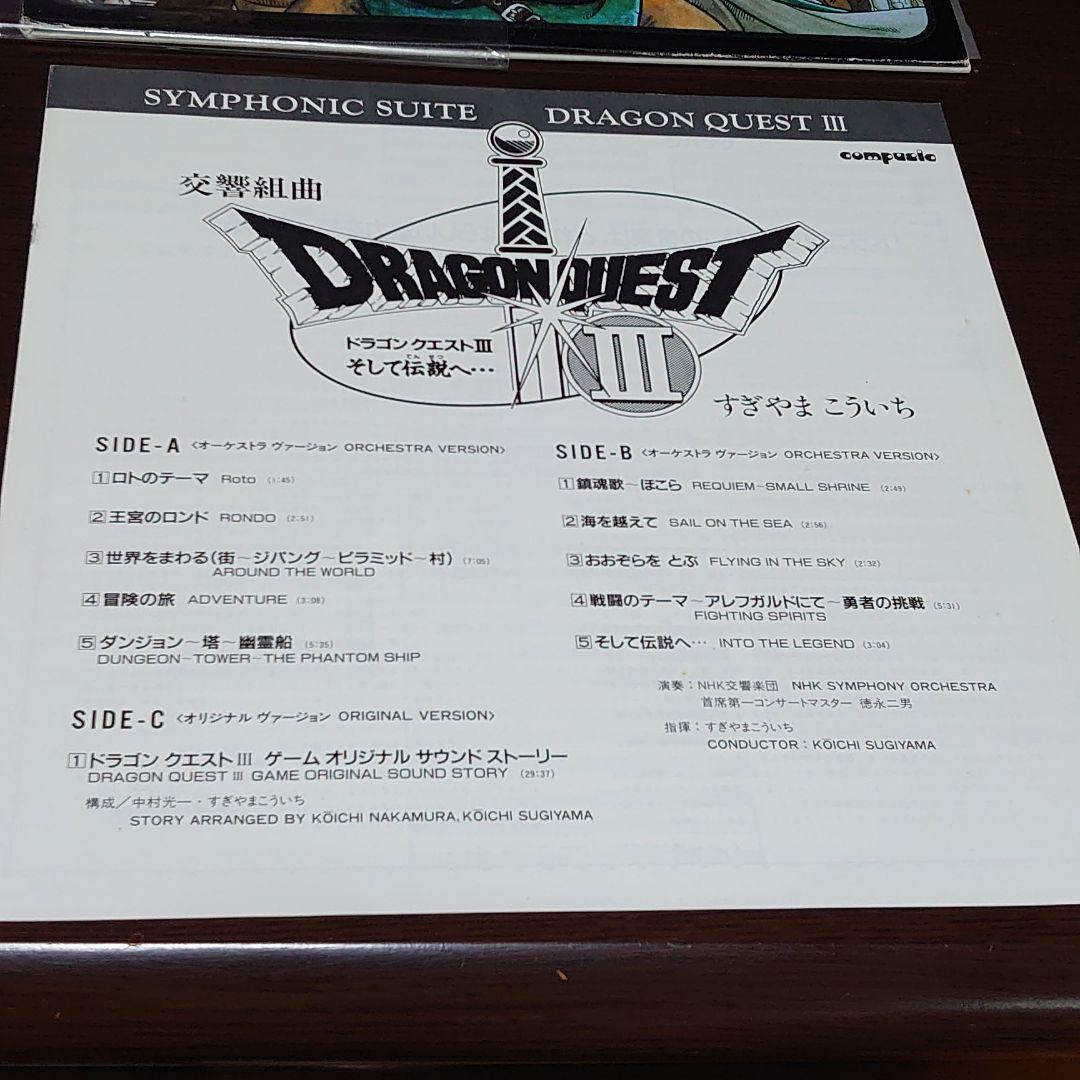 SYMPHONIC SUITE DRAGON QUEST III
compusic
交響組曲
DRAGON QUEST
III
ドラゴンクエストIII
そして伝説へ…
でん せつ
すぎやま こういち
SIDE-A 〈オーケストラ ヴァージョン ORCHESTRA VERSION〉
1 ロトのテーマ Roto (1:45)
2 王宮のロンド RONDO (2:51)
3 世界をまわる(街~ジパング~ピラミッド~村) (7:05)
AROUND THE WORLD
4 冒険の旅 ADVENTURE (3:08)
5 ダンジョン~塔~幽霊船 (5:35)
DUNGEON~TOWER~THE PHANTOM SHIP
SIDE-B 〈オーケストラ ヴァージョン ORCHESTRA VERSION〉
1 鎮魂歌~ほこら REQUIEM~SMALL SHRINE (2:49)
2 海を越えて SAIL ON THE SEA (2:56)
3 おおぞらを とぶ FLYING IN THE SKY (2:32)
4 戦闘のテーマ~アレフガルドにて~勇者の挑戦 (5:31)
FIGHTING SPIRITS
5 そして伝説へ… INTO THE LEGEND (3:04)
演奏:NHK交響楽団 NHK SYMPHONY ORCHESTRA
首席第一コンサートマスター 徳永二男
指揮:すぎやまこういち
CONDUCTOR : KŌICHI SUGIYAMA
SIDE-C 〈オリジナル ヴァージョン ORIGINAL VERSION〉
1 ドラゴン クエストIII ゲーム オリジナル サウンド ストーリー
DRAGON QUEST III GAME ORIGINAL SOUND STORY (29:37)
構成/中村光一・すぎやまこういち
STORY ARRANGED BY KŌICHI NAKAMURA, KŌICHI SUGIYAMA